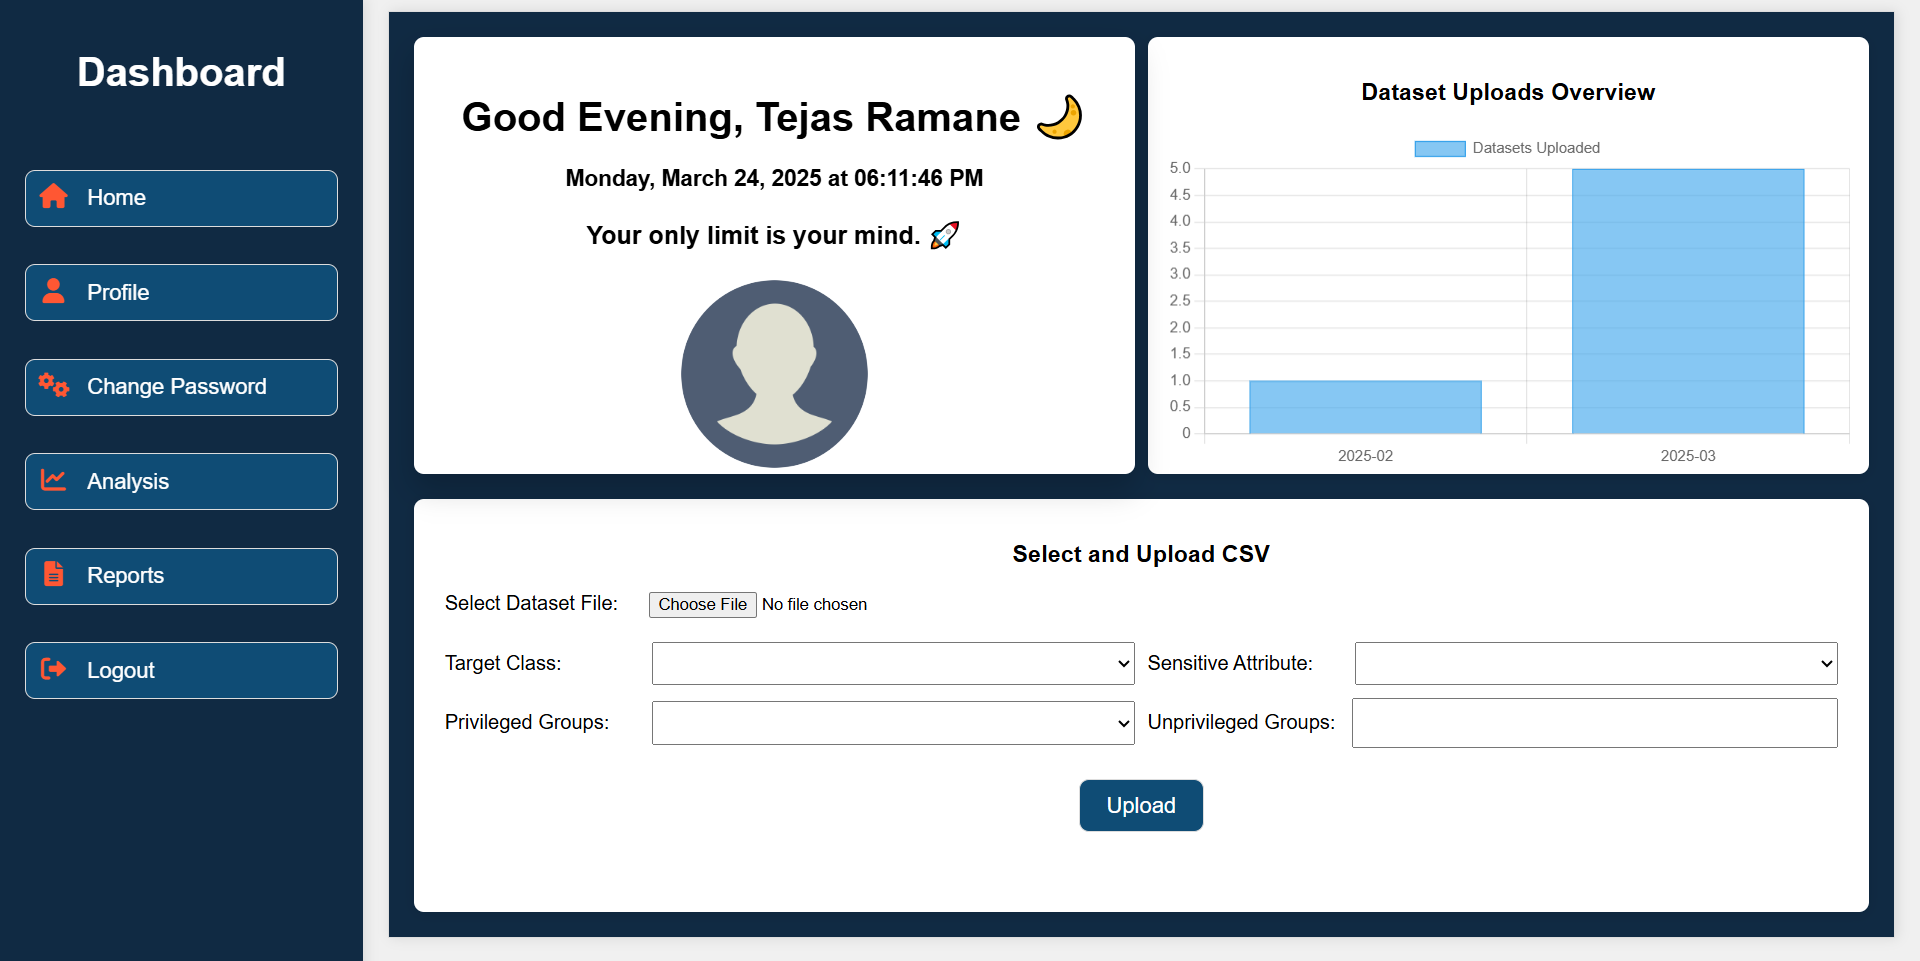 Dashboard
Home
Profile
Change Password
Analysis
Reports
Logout
Good Evening, Tejas Ramane 🌙
Monday, March 24, 2025 at 06:11:46 PM
Your only limit is your mind. 🚀
Dataset Uploads Overview
Datasets Uploaded
5.0
4.5
4.0
3.5
3.0
2.5
2.0
1.5
1.0
0.5
0
2025-02 2025-03
Select and Upload CSV
Select Dataset File: Choose File No file chosen
Target Class: Sensitive Attribute:
Privileged Groups: Unprivileged Groups:
Upload